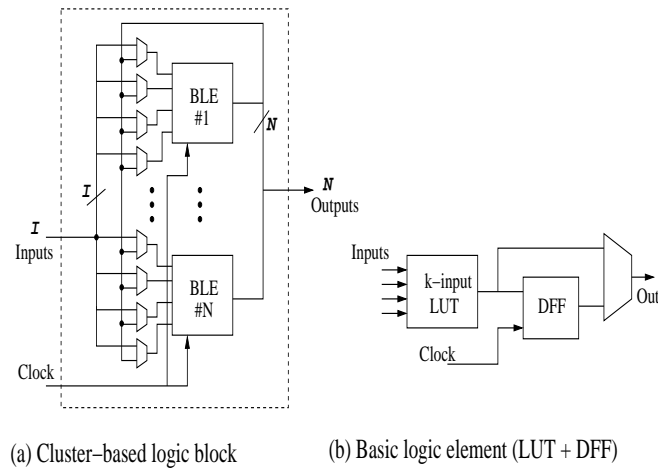 BLE
#1
N
I
N
Outputs
I
Inputs
BLE
#N
Clock
Inputs
k-input
LUT
DFF
Out
Clock
(a) Cluster-based logic block
(b) Basic logic element (LUT + DFF)